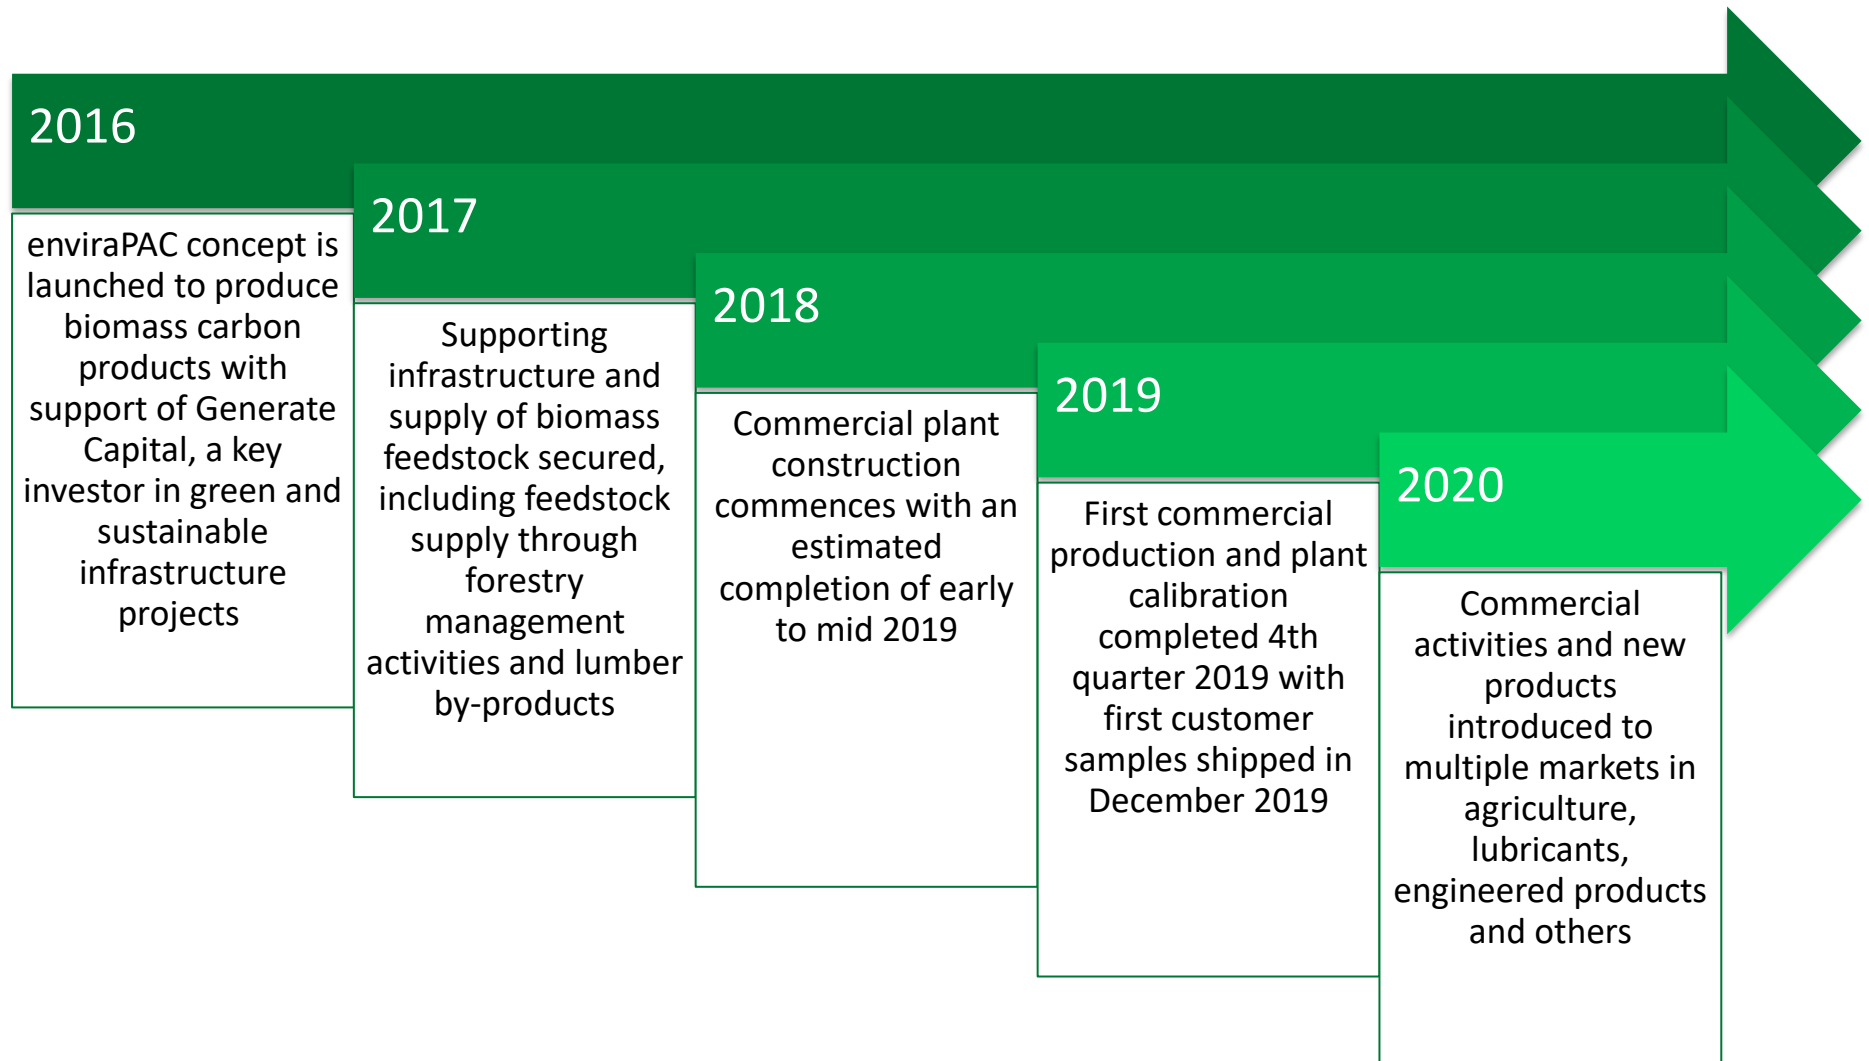 2016
enviraPAC concept is
launched to produce
biomass carbon
products with
support of Generate
Capital, a key
investor in green and
sustainable
infrastructure
projects
2017
Supporting
infrastructure and
supply of biomass
feedstock secured,
including feedstock
supply through
forestry
management
activities and lumber
by-products
2018
Commercial plant
construction
commences with an
estimated
completion of early
to mid 2019
2019
First commercial
production and plant
calibration
completed 4th
quarter 2019 with
first customer
samples shipped in
December 2019
2020
Commercial
activities and new
products
introduced to
multiple markets in
agriculture,
lubricants,
engineered products
and others